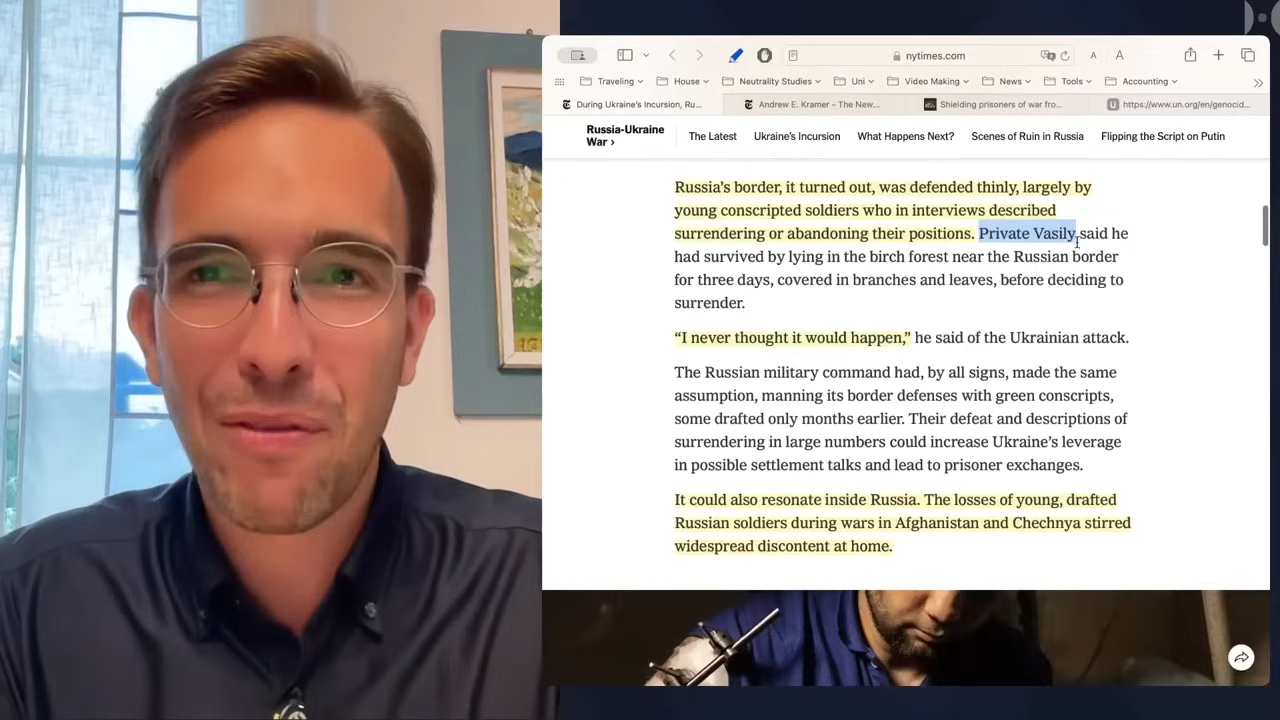 nytimes.com
A A
Traveling House Neutrality Studies Uni Video Making News Tools Accounting
During Ukraine's Incursion, Ru... Andrew E. Kramer - The New... Shielding prisoners of war fro... https://www.un.org/en/genocid...
Russia-Ukraine
War >
The Latest Ukraine's Incursion What Happens Next? Scenes of Ruin in Russia Flipping the Script on Putin
Russia's border, it turned out, was defended thinly, largely by
young conscripted soldiers who in interviews described
surrendering or abandoning their positions. Private Vasily said he
had survived by lying in the birch forest near the Russian border
for three days, covered in branches and leaves, before deciding to
surrender.
“I never thought it would happen,” he said of the Ukrainian attack.
The Russian military command had, by all signs, made the same
assumption, manning its border defenses with green conscripts,
some drafted only months earlier. Their defeat and descriptions of
surrendering in large numbers could increase Ukraine's leverage
in possible settlement talks and lead to prisoner exchanges.
It could also resonate inside Russia. The losses of young, drafted
Russian soldiers during wars in Afghanistan and Chechnya stirred
widespread discontent at home.